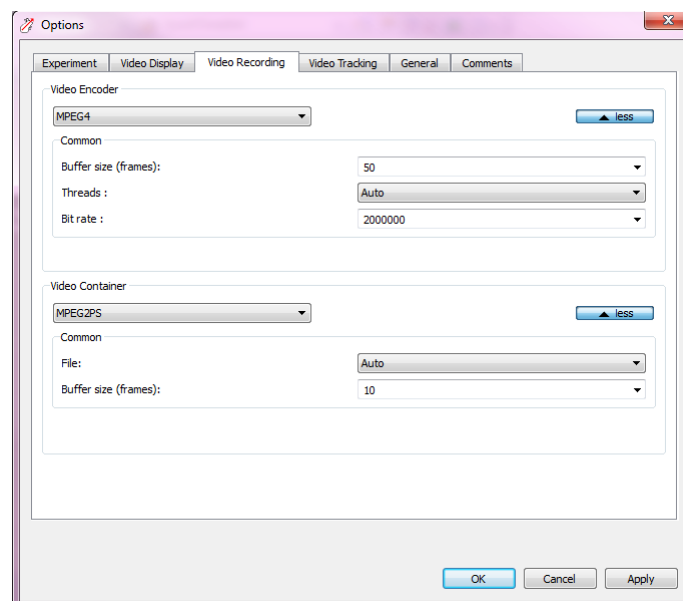 Options
Experiment Video Display Video Recording Video Tracking General Comments
Video Encoder
MPEG4 less
Common
Buffer size (frames): 50
Threads : Auto
Bit rate : 2000000
Video Container
MPEG2PS less
Common
File: Auto
Buffer size (frames): 10
OK Cancel Apply